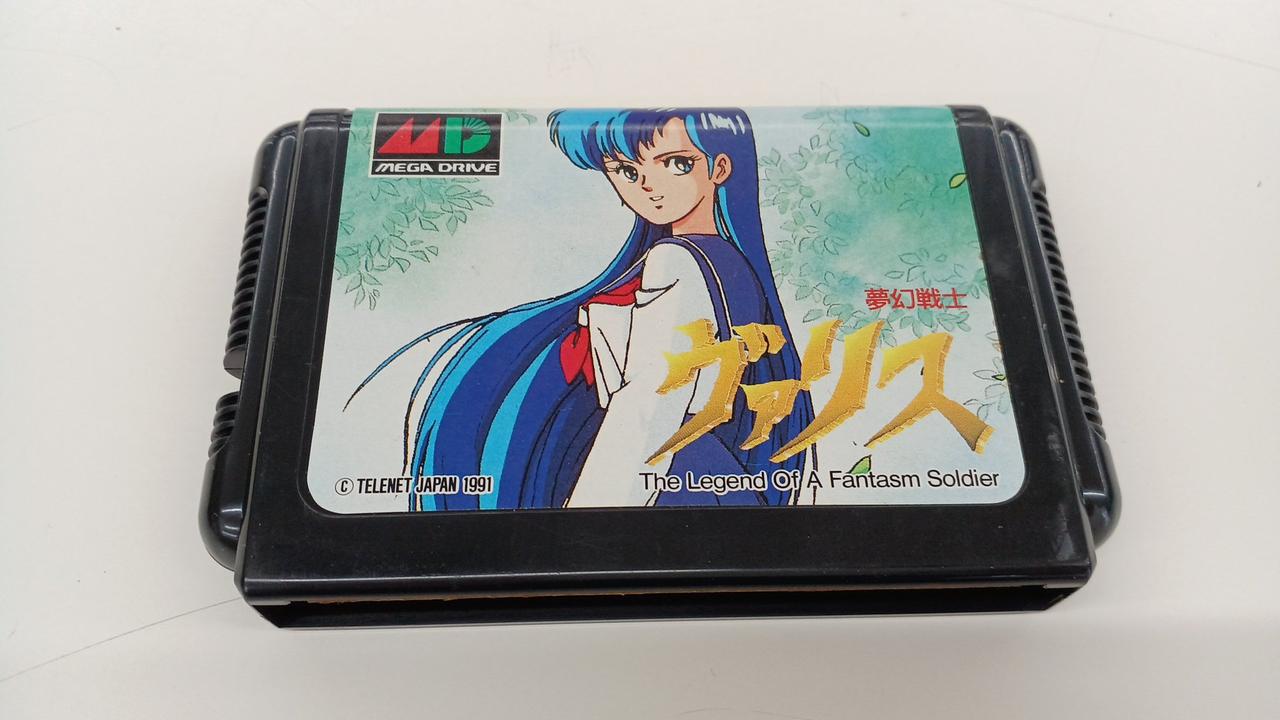 MD
MEGA DRIVE
夢幻戦士
ヴァリス
The Legend Of A Fantasm Soldier
© TELENET JAPAN 1991